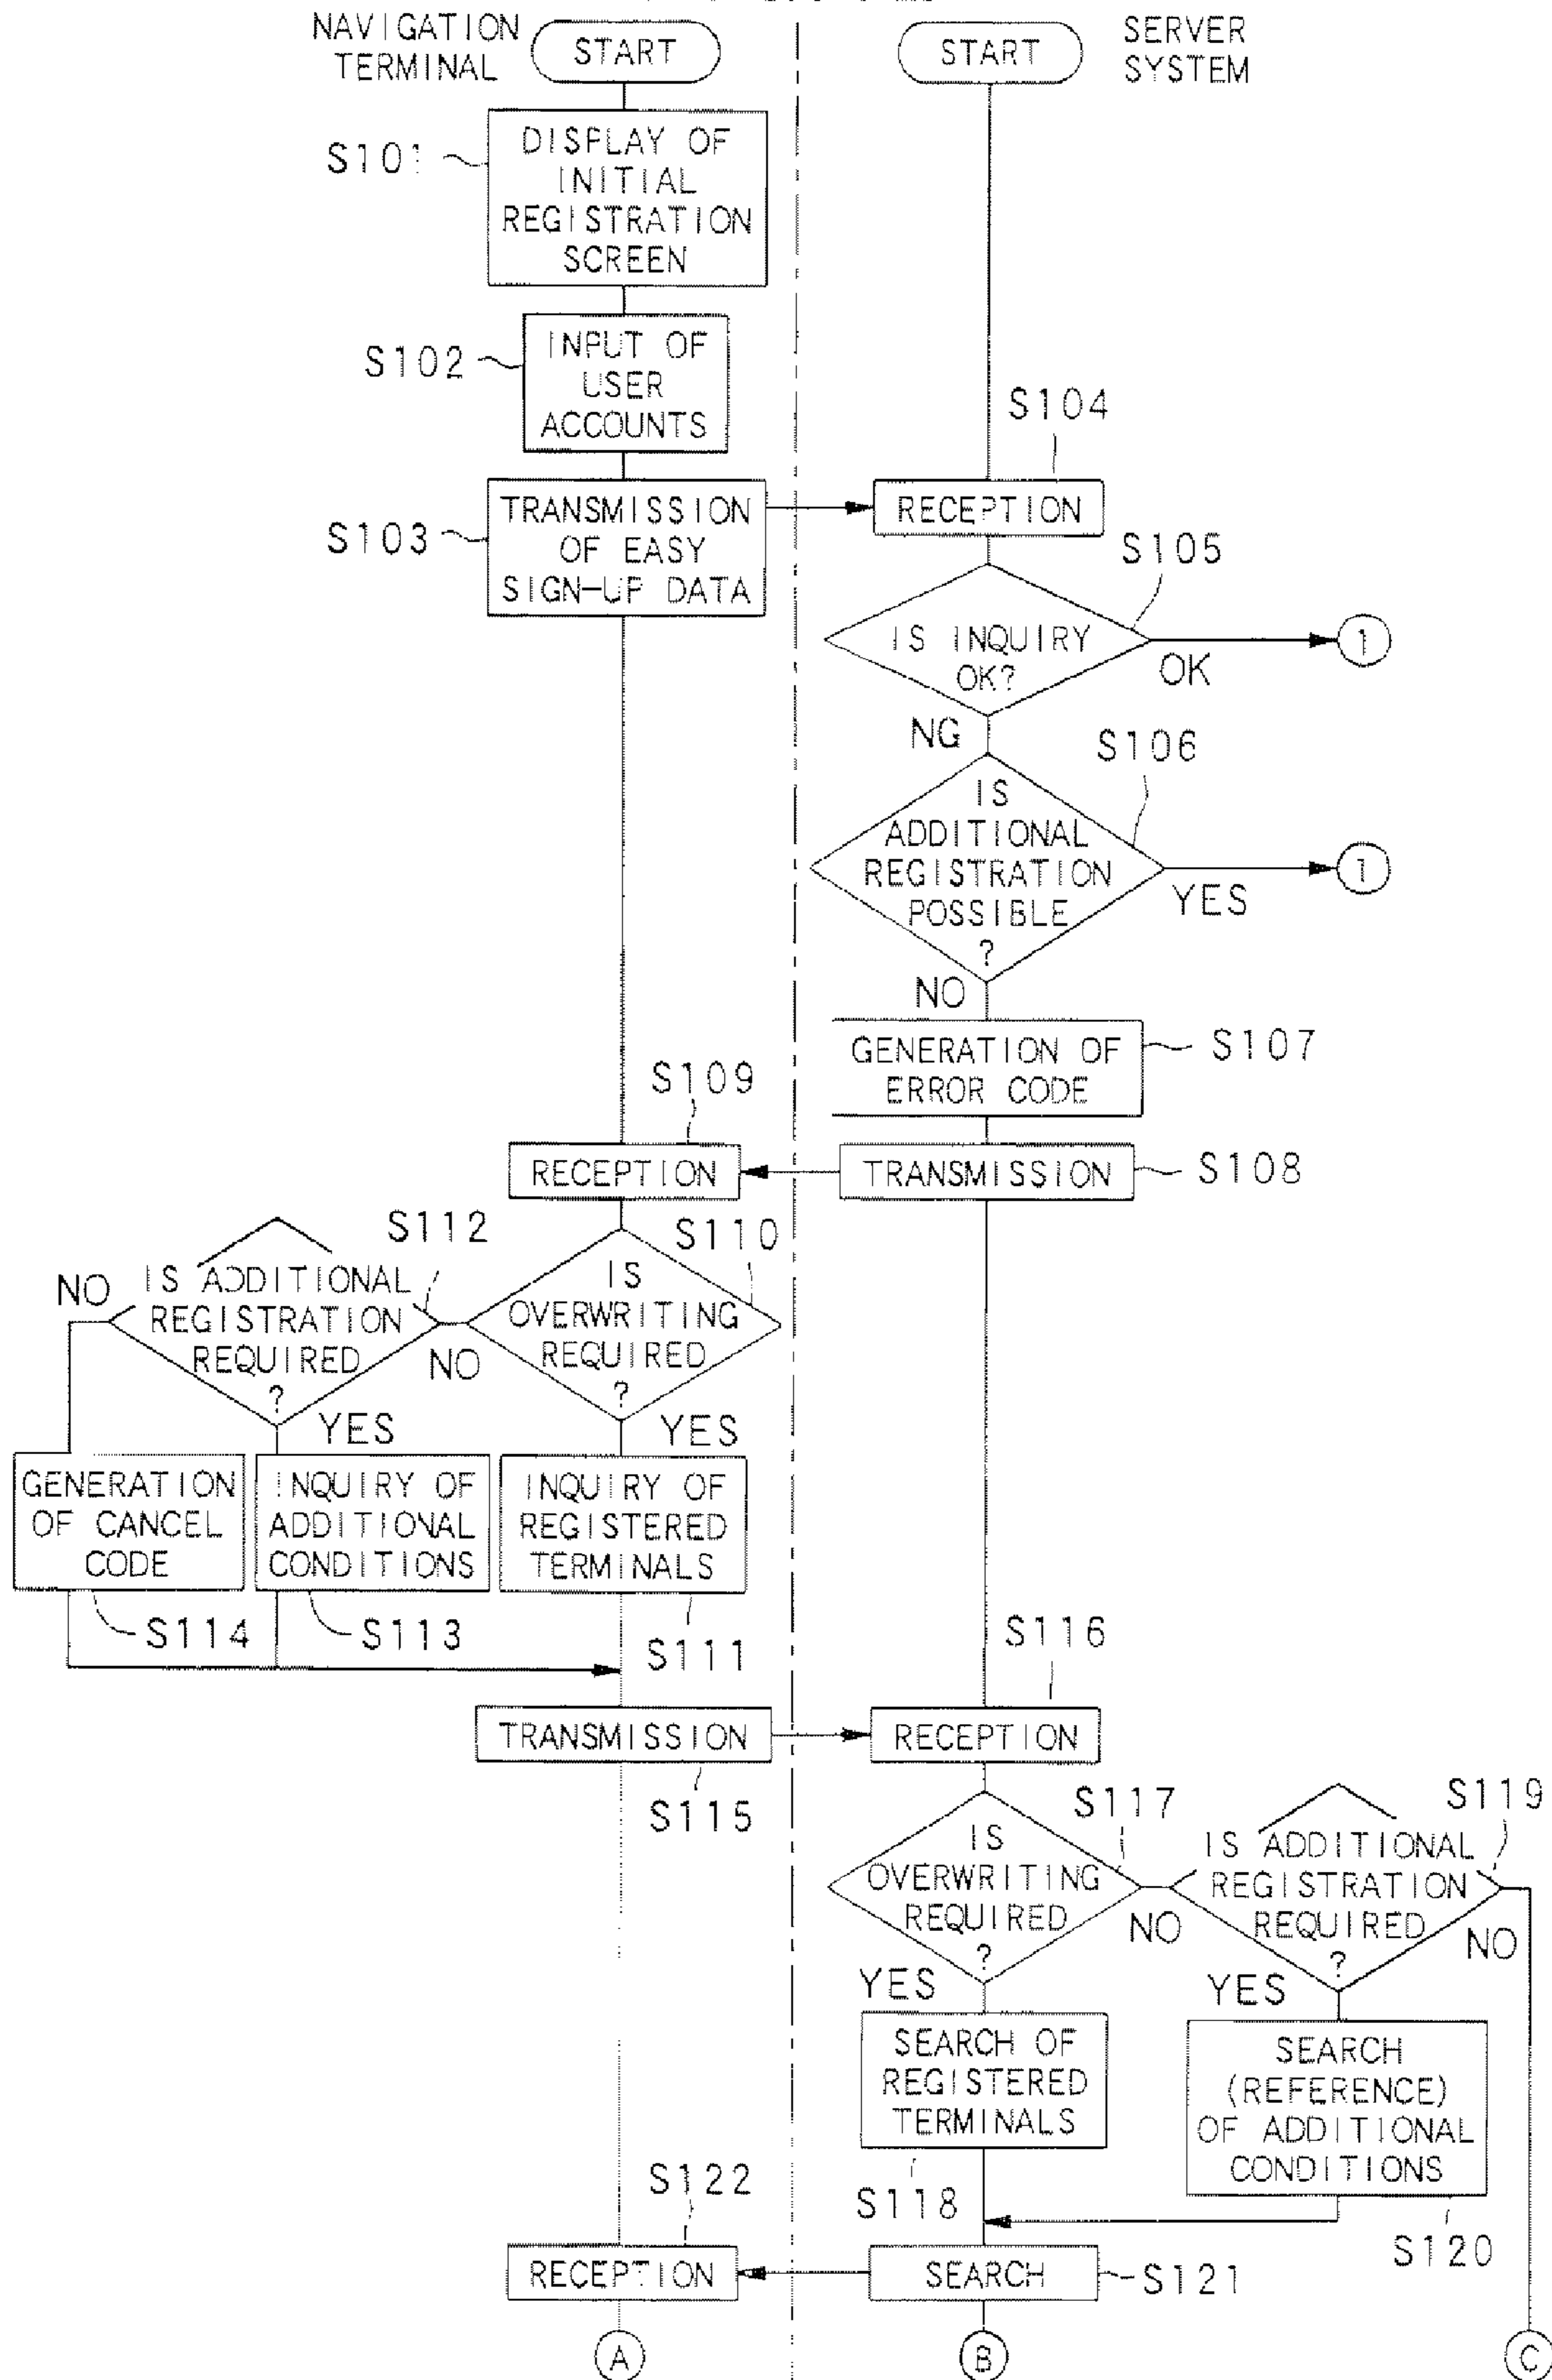 NAVIGATION
TERMINAL
START
START
SERVER
SYSTEM
S101
DISPLAY OF
INITIAL
REGISTRATION
SCREEN
S102
INPUT OF
USER
ACCOUNTS
S103
TRANSMISSION
OF EASY
SIGN-UP DATA
S104
RECEPTION
S105
IS INQUIRY
OK?
OK
1
NG
S106
IS
ADDITIONAL
REGISTRATION
POSSIBLE
?
YES
1
NO
GENERATION OF
ERROR CODE
S107
S109
RECEPTION
TRANSMISSION
S108
S112
IS ADDITIONAL
REGISTRATION
REQUIRED
?
NO
YES
S110
IS
OVERWRITING
REQUIRED
?
NO
YES
GENERATION
OF CANCEL
CODE
S114
INQUIRY OF
ADDITIONAL
CONDITIONS
S113
INQUIRY OF
REGISTERED
TERMINALS
S111
TRANSMISSION
S115
S116
RECEPTION
S117
IS
OVERWRITING
REQUIRED
?
NO
YES
S119
IS ADDITIONAL
REGISTRATION
REQUIRED
?
NO
YES
SEARCH OF
REGISTERED
TERMINALS
S118
SEARCH
(REFERENCE)
OF ADDITIONAL
CONDITIONS
S120
S122
RECEPTION
SEARCH
S121
A
B
C